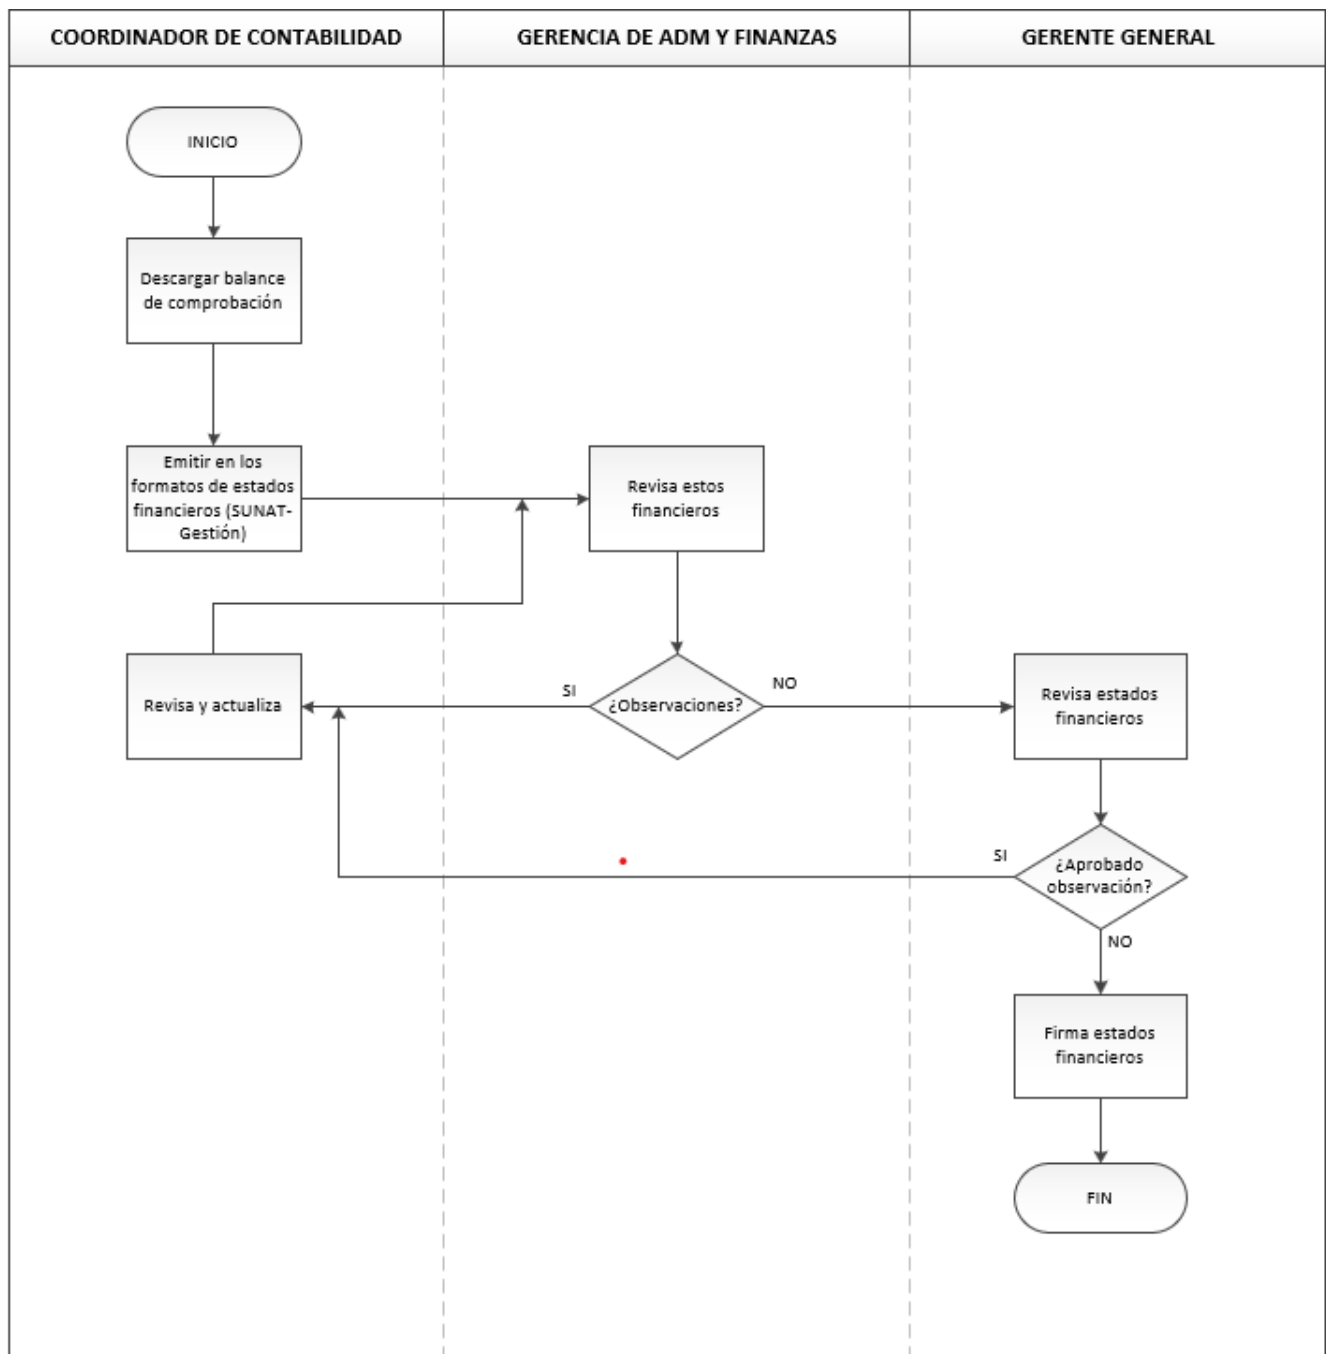 COORDINADOR DE CONTABILIDAD
GERENCIA DE ADM Y FINANZAS
GERENTE GENERAL
INICIO
Descargar balance
de comprobación
Emitir en los
formatos de estados
financieros (SUNAT-
Gestión)
Revisa estos
financieros
Revisa y actualiza
SI
¿Observaciones?
NO
Revisa estados
financieros
SI
¿Aprobado
observación?
NO
Firma estados
financieros
FIN